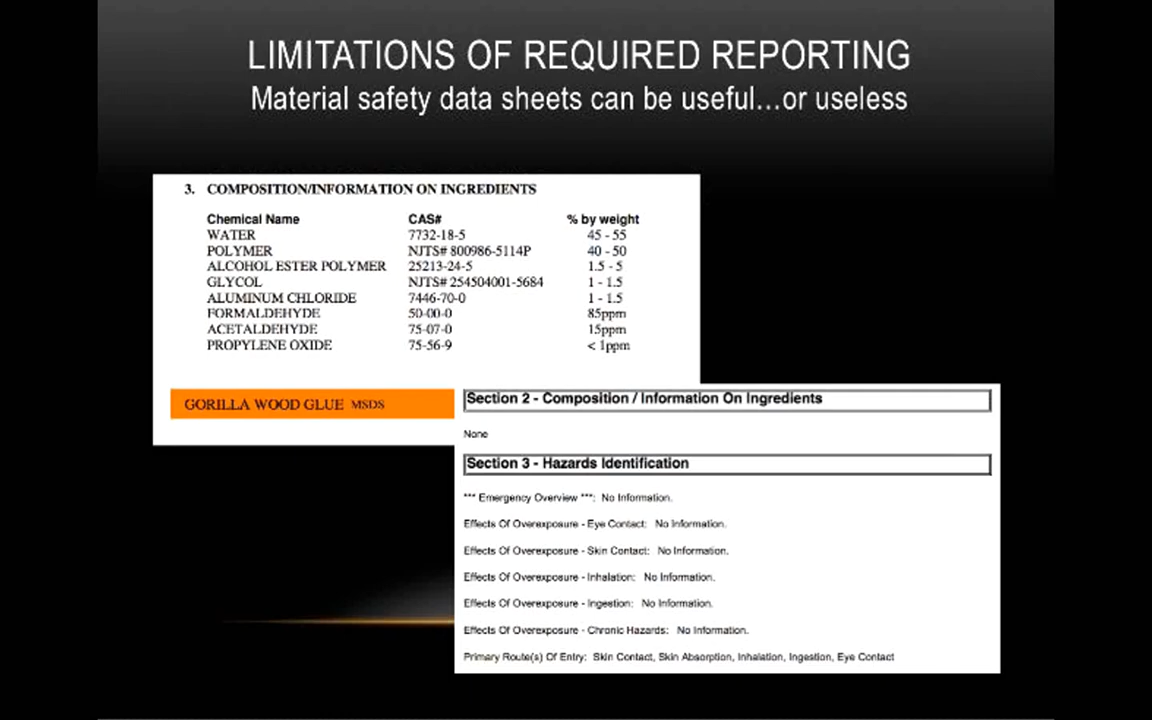 LIMITATIONS OF REQUIRED REPORTING
Material safety data sheets can be useful...or useless
3. COMPOSITION/INFORMATION ON INGREDIENTS
Chemical Name CAS# % by weight
WATER 7732-18-5 45 - 55
POLYMER NJTS# 800986-5114P 40 - 50
ALCOHOL ESTER POLYMER 25213-24-5 1.5 - 5
GLYCOL NJTS# 254504001-5684 1 - 1.5
ALUMINUM CHLORIDE 7446-70-0 1 - 1.5
FORMALDEHYDE 50-00-0 85ppm
ACETALDEHYDE 75-07-0 15ppm
PROPYLENE OXIDE 75-56-9 < 1ppm
GORILLA WOOD GLUE MSDS
Section 2 - Composition / Information On Ingredients
None
Section 3 - Hazards Identification
*** Emergency Overview ***: No Information.
Effects Of Overexposure - Eye Contact: No Information.
Effects Of Overexposure - Skin Contact: No Information.
Effects Of Overexposure - Inhalation: No Information.
Effects Of Overexposure - Ingestion: No Information.
Effects Of Overexposure - Chronic Hazards: No Information.
Primary Route(s) Of Entry: Skin Contact, Skin Absorption, Inhalation, Ingestion, Eye Contact